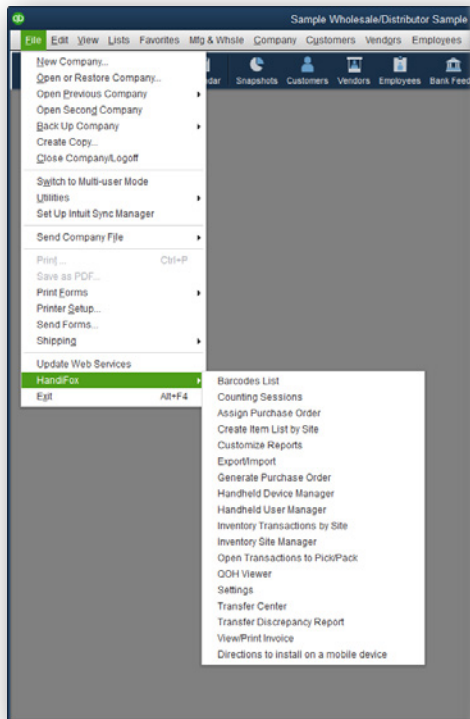 Sample Wholesale/Distributor Sample
File Edit View Lists Favorites Mfg & Whsle Company Customers Vendors Employees
dar Snapshots Customers Vendors Employees Bank Feed
New Company...
Open or Restore Company...
Open Previous Company
Open Second Company
Back Up Company
Create Copy...
Close Company/Logoff
Switch to Multi-user Mode
Utilities
Set Up Intuit Sync Manager
Send Company File
Print... Ctrl+P
Save as PDF...
Print Forms
Printer Setup...
Send Forms...
Shipping
Update Web Services
HandiFox
Exit Alt+F4
Barcodes List
Counting Sessions
Assign Purchase Order
Create Item List by Site
Customize Reports
Export/Import
Generate Purchase Order
Handheld Device Manager
Handheld User Manager
Inventory Transactions by Site
Inventory Site Manager
Open Transactions to Pick/Pack
QOH Viewer
Settings
Transfer Center
Transfer Discrepancy Report
View/Print Invoice
Directions to install on a mobile device